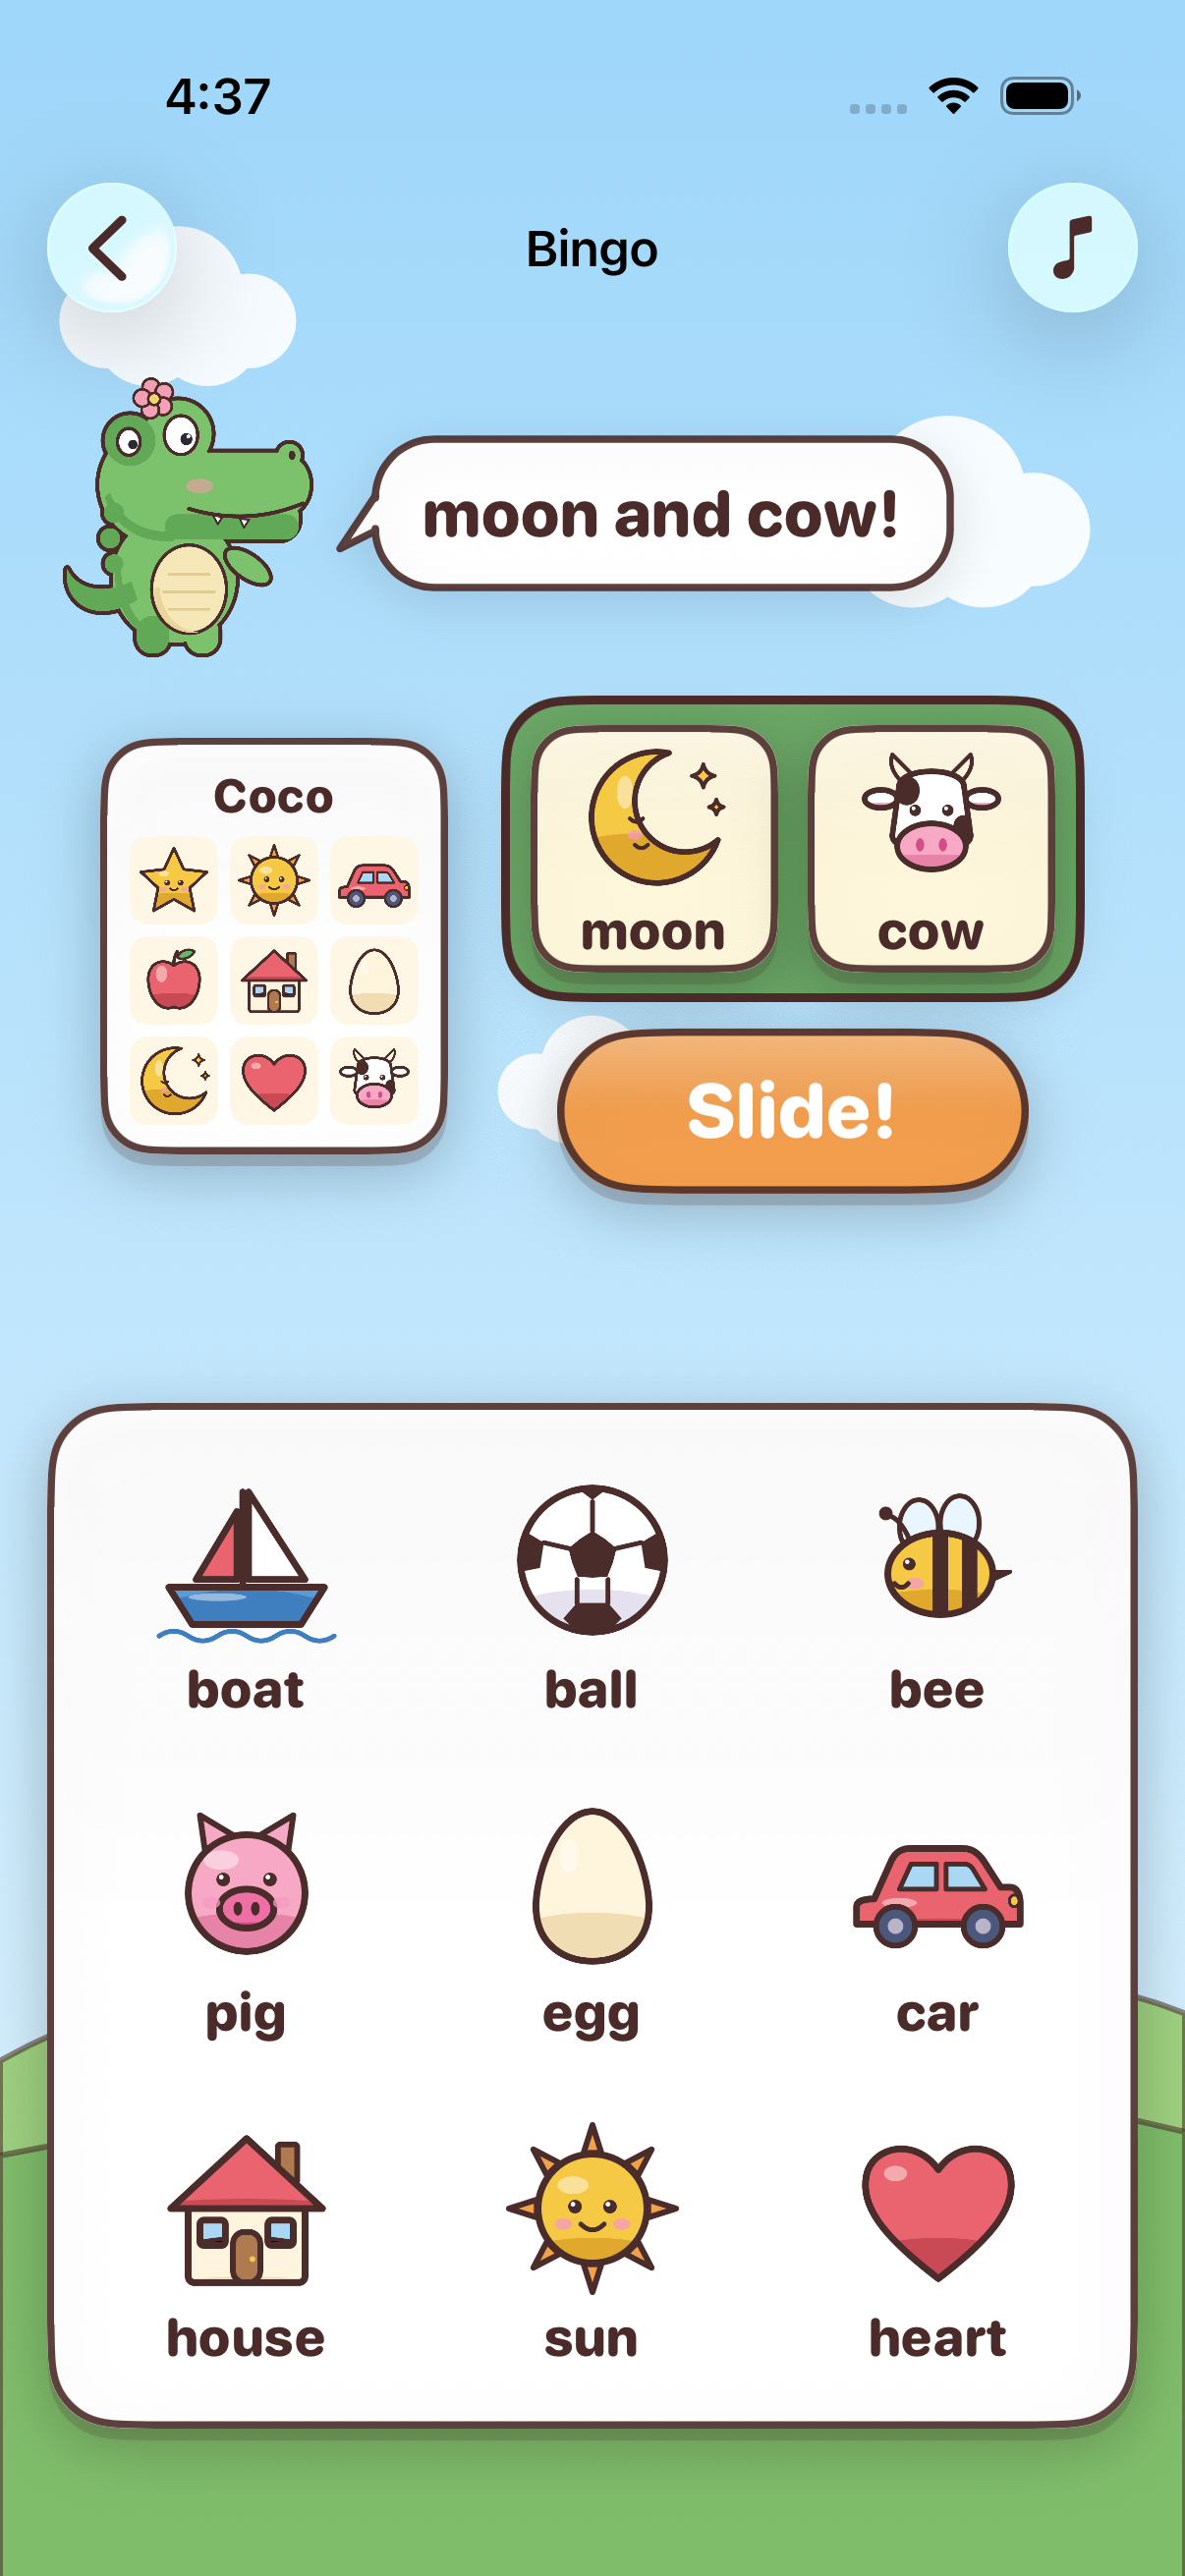 4:37
Bingo
moon and cow!
Coco
moon
cow
Slide!
boat
ball
bee
pig
egg
car
house
sun
heart